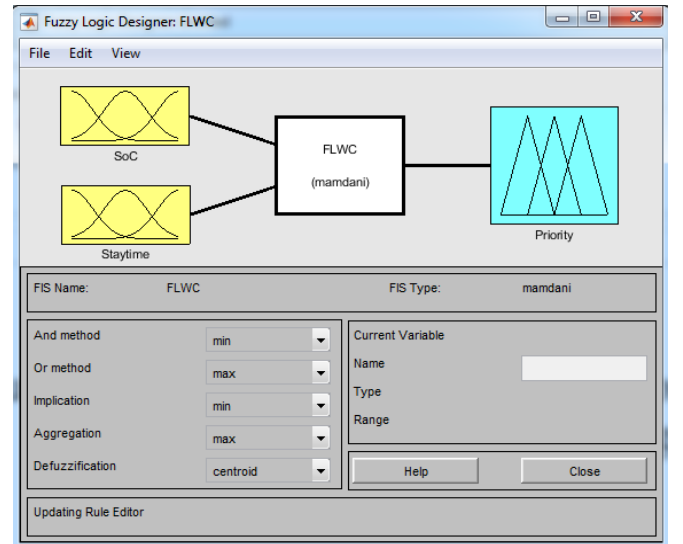 Fuzzy Logic Designer: FLWC
File Edit View
SoC
Staytime
FLWC
(mamdani)
Priority
FIS Name: FLWC FIS Type: mamdani
And method min
Or method max
Implication min
Aggregation max
Defuzzification centroid
Current Variable
Name
Type
Range
Help Close
Updating Rule Editor